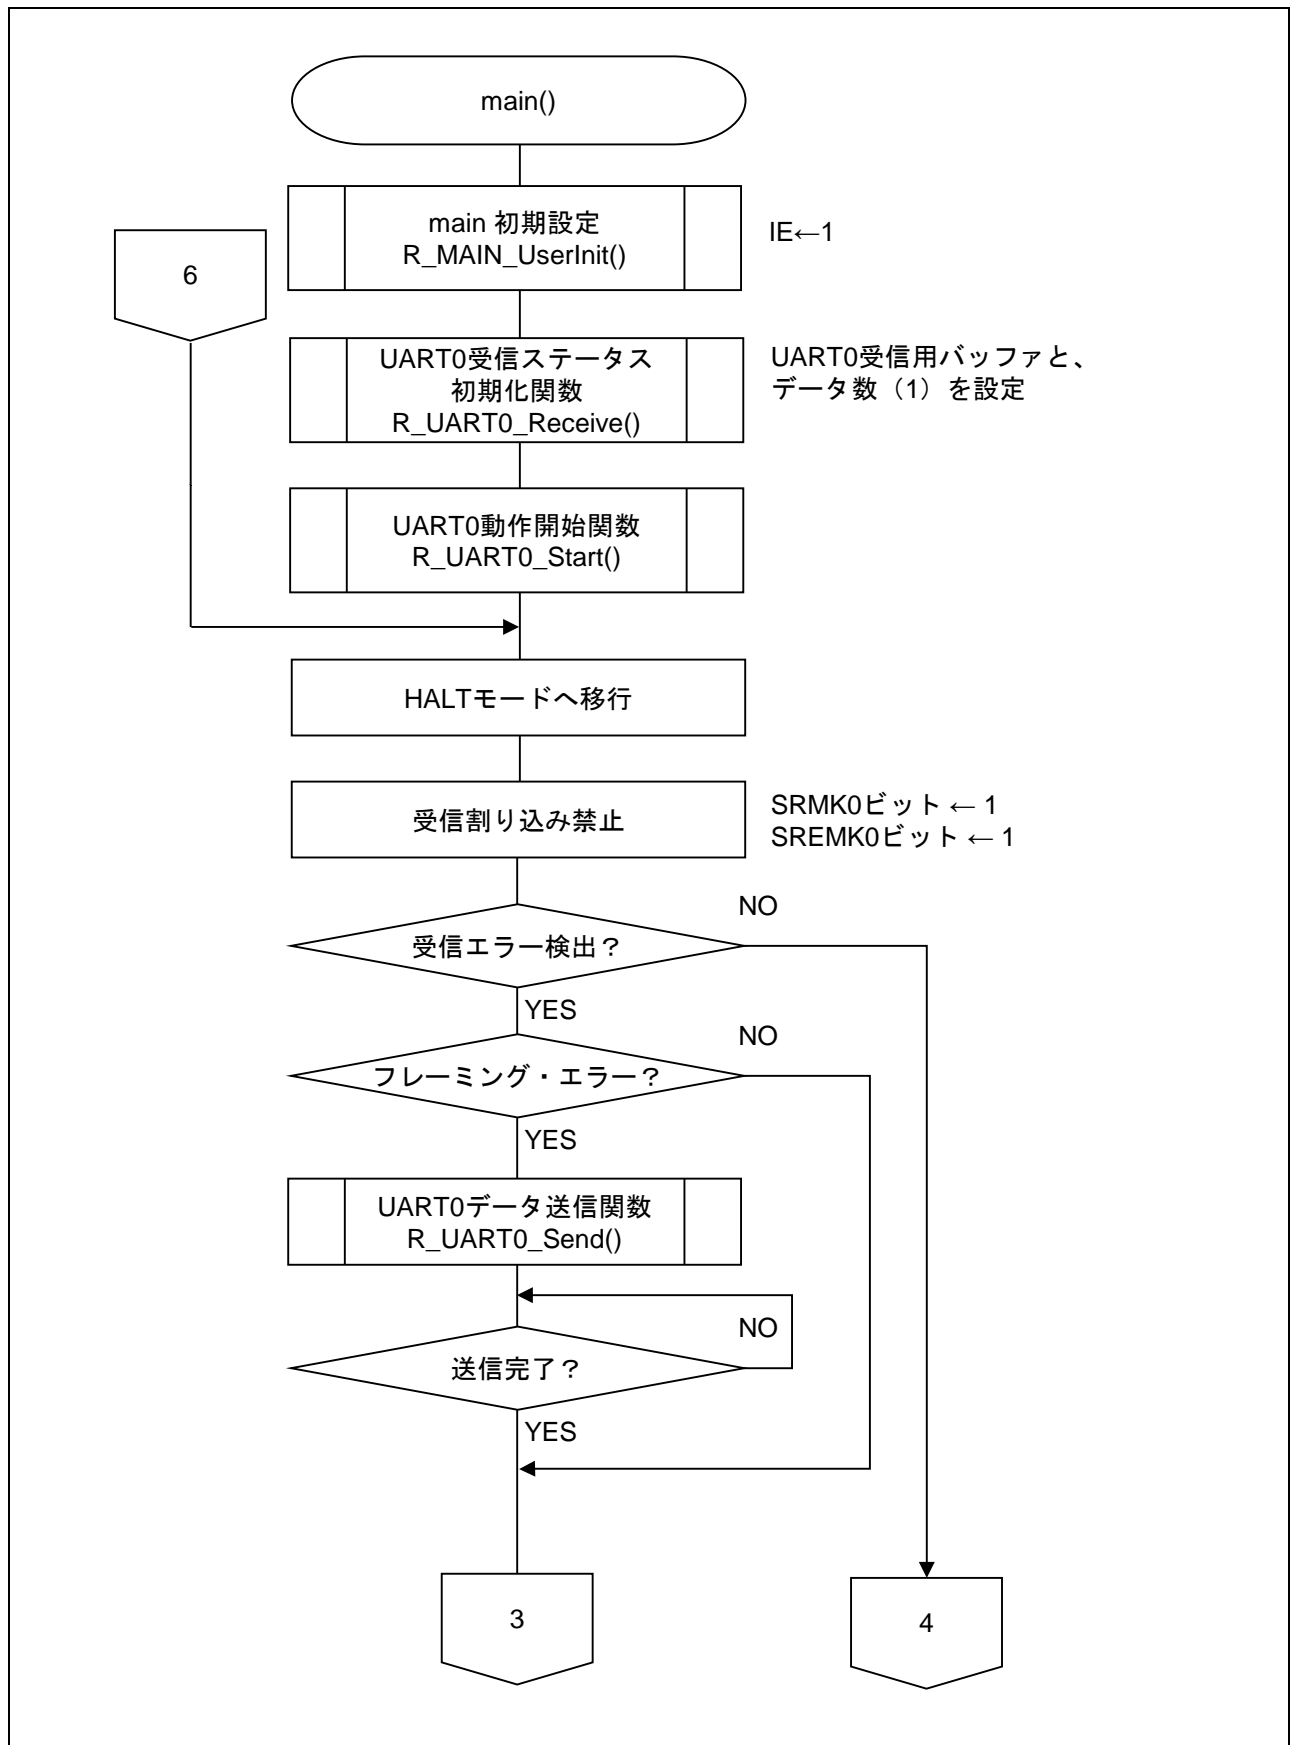 main()
main 初期設定
R_MAIN_UserInit()
IE←1
6
UART0受信ステータス
初期化関数
R_UART0_Receive()
UART0受信用バッファと、
データ数（1）を設定
UART0動作開始関数
R_UART0_Start()
HALTモードへ移行
受信割り込み禁止
SRMK0ビット ← 1
SREMK0ビット ← 1
受信エラー検出？
NO
YES
フレーミング・エラー？
NO
YES
UART0データ送信関数
R_UART0_Send()
送信完了？
NO
YES
3
4